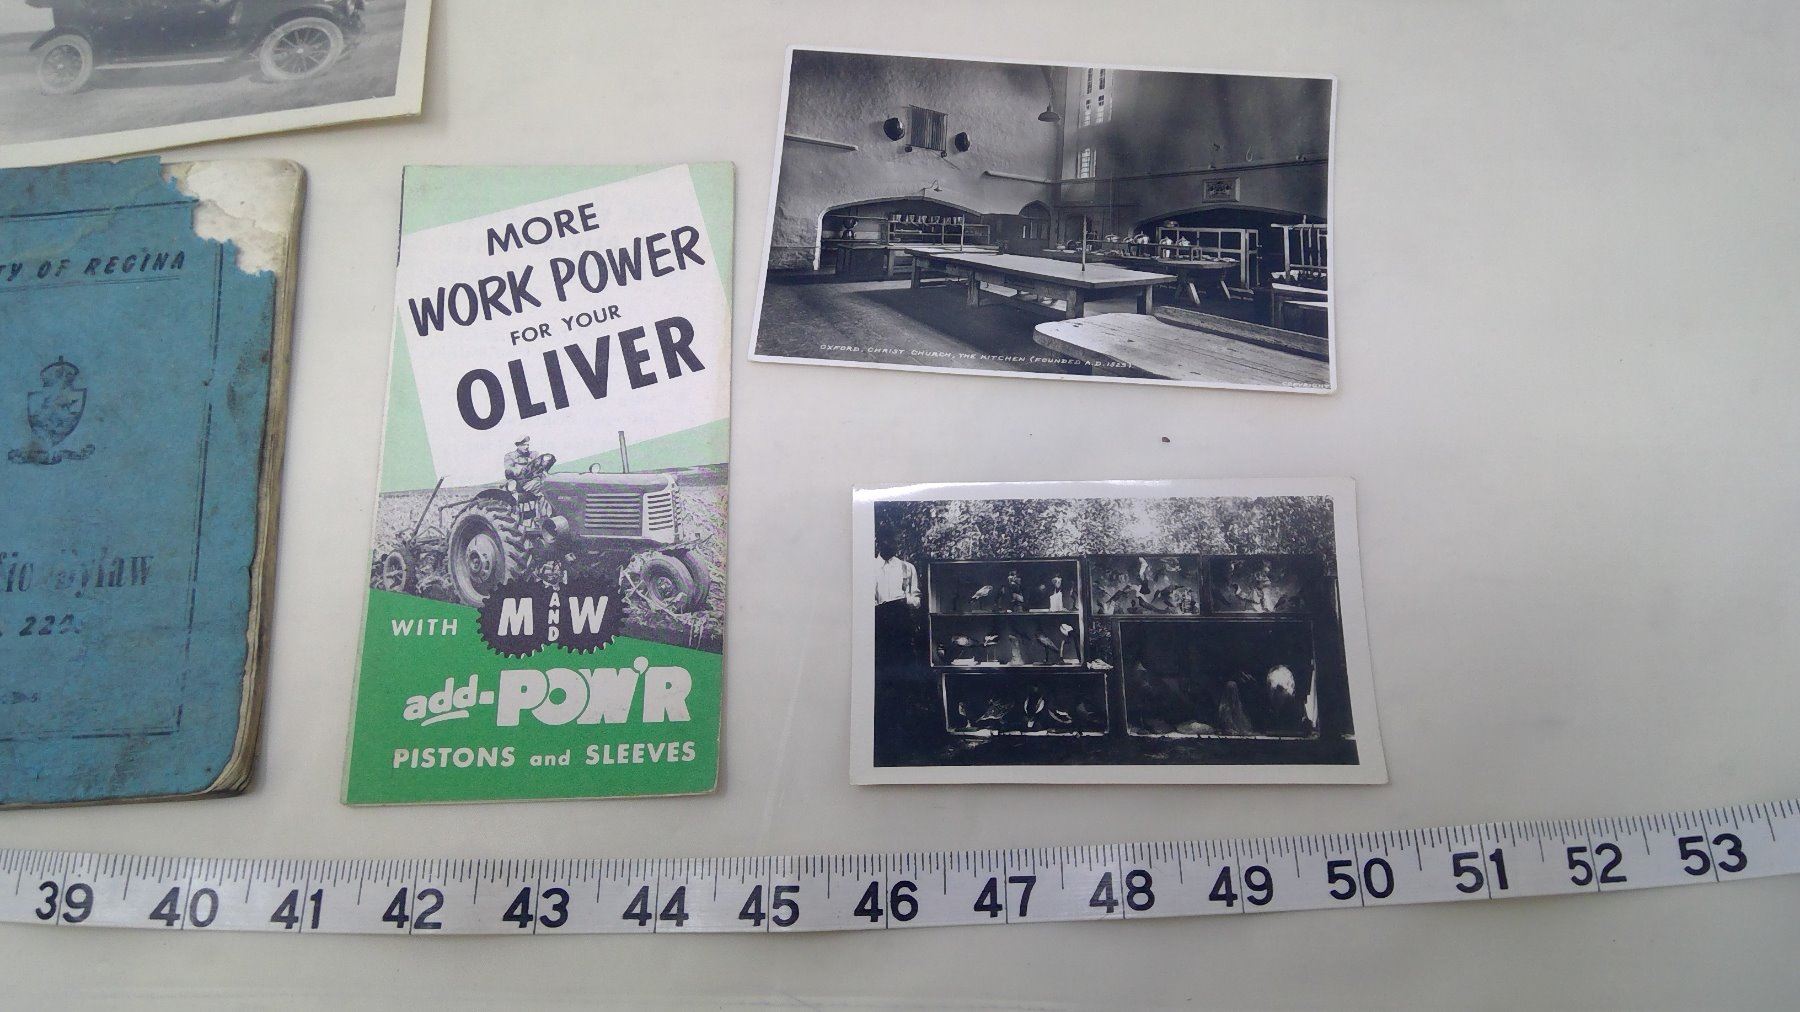 TY OF REGINA
Bylaw
MORE
WORK POWER
FOR YOUR
OLIVER
WITH
M AND W
add-POW'R
PISTONS and SLEEVES
OXFORD, CHRIST CHURCH, THE KITCHEN (FOUNDED A.D. 1525).
COPYRIGHT
39 40 41 42 43 44 45 46 47 48 49 50 51 52 53